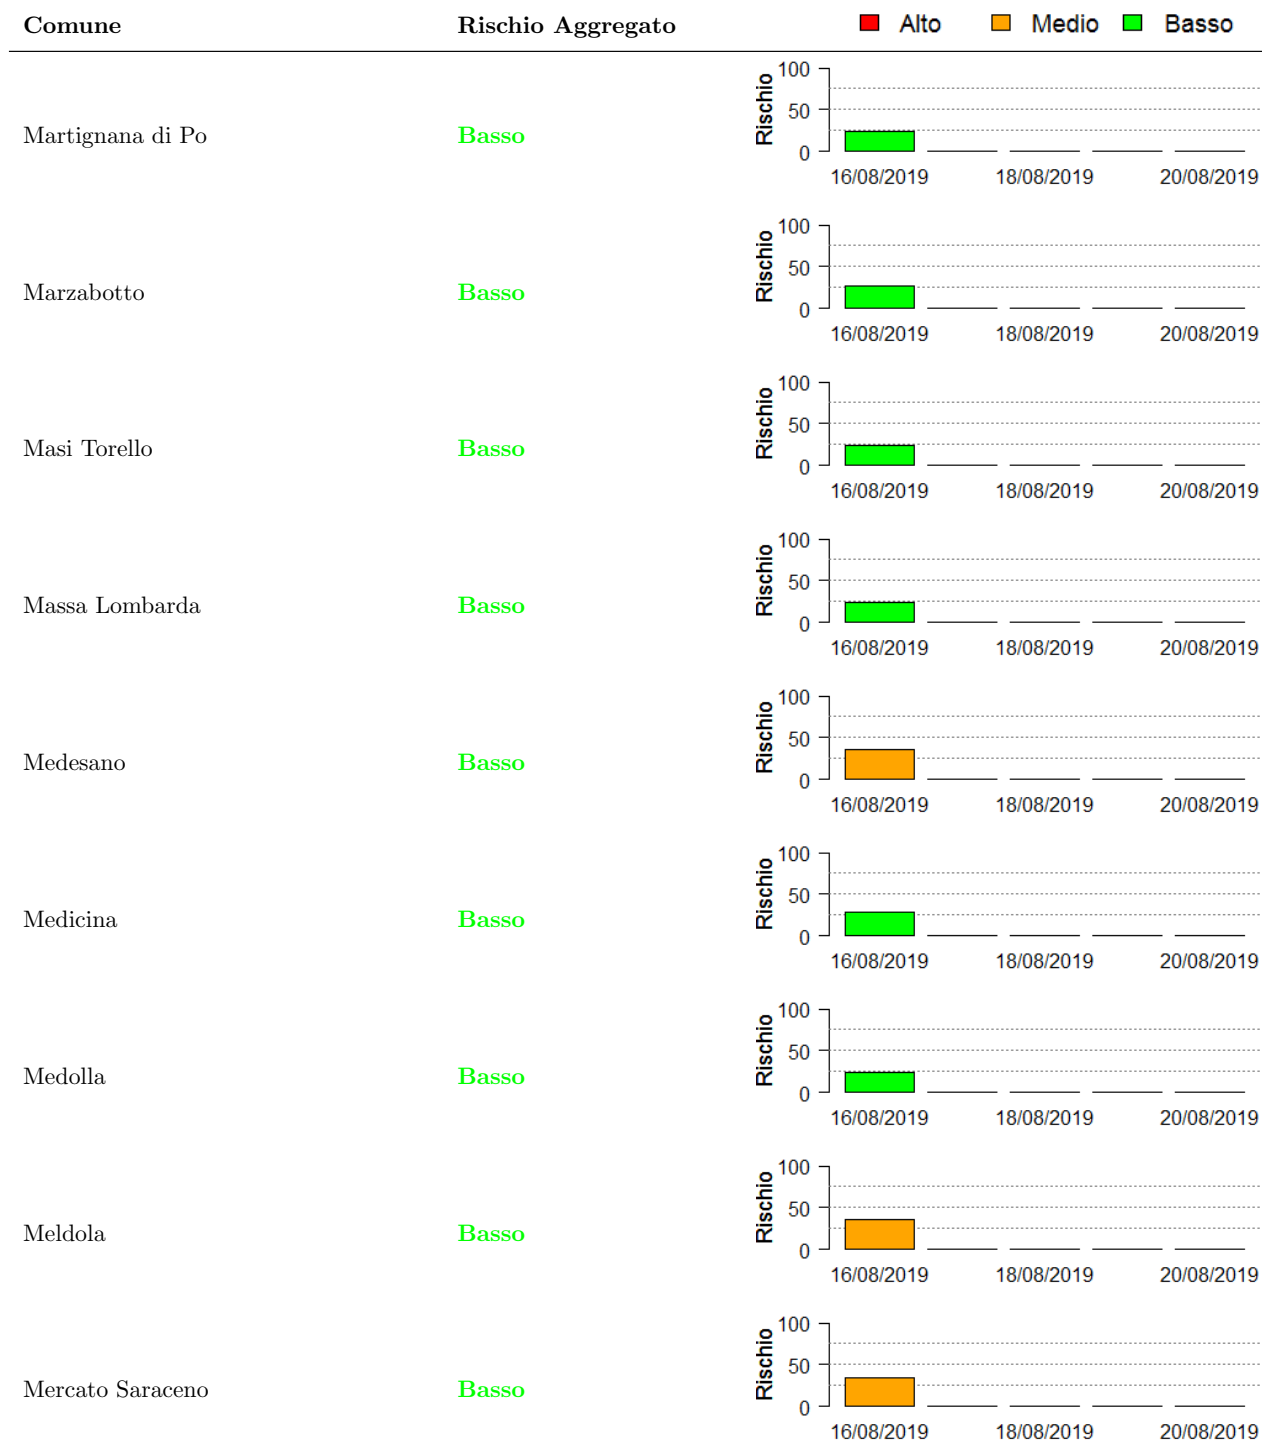 Comune Rischio Aggregato Alto Medio Basso
Martignana di Po Basso
Rischio
100
50
0
16/08/2019 18/08/2019 20/08/2019
Marzabotto Basso
Rischio
100
50
0
16/08/2019 18/08/2019 20/08/2019
Masi Torello Basso
Rischio
100
50
0
16/08/2019 18/08/2019 20/08/2019
Massa Lombarda Basso
Rischio
100
50
0
16/08/2019 18/08/2019 20/08/2019
Medesano Basso
Rischio
100
50
0
16/08/2019 18/08/2019 20/08/2019
Medicina Basso
Rischio
100
50
0
16/08/2019 18/08/2019 20/08/2019
Medolla Basso
Rischio
100
50
0
16/08/2019 18/08/2019 20/08/2019
Meldola Basso
Rischio
100
50
0
16/08/2019 18/08/2019 20/08/2019
Mercato Saraceno Basso
Rischio
100
50
0
16/08/2019 18/08/2019 20/08/2019